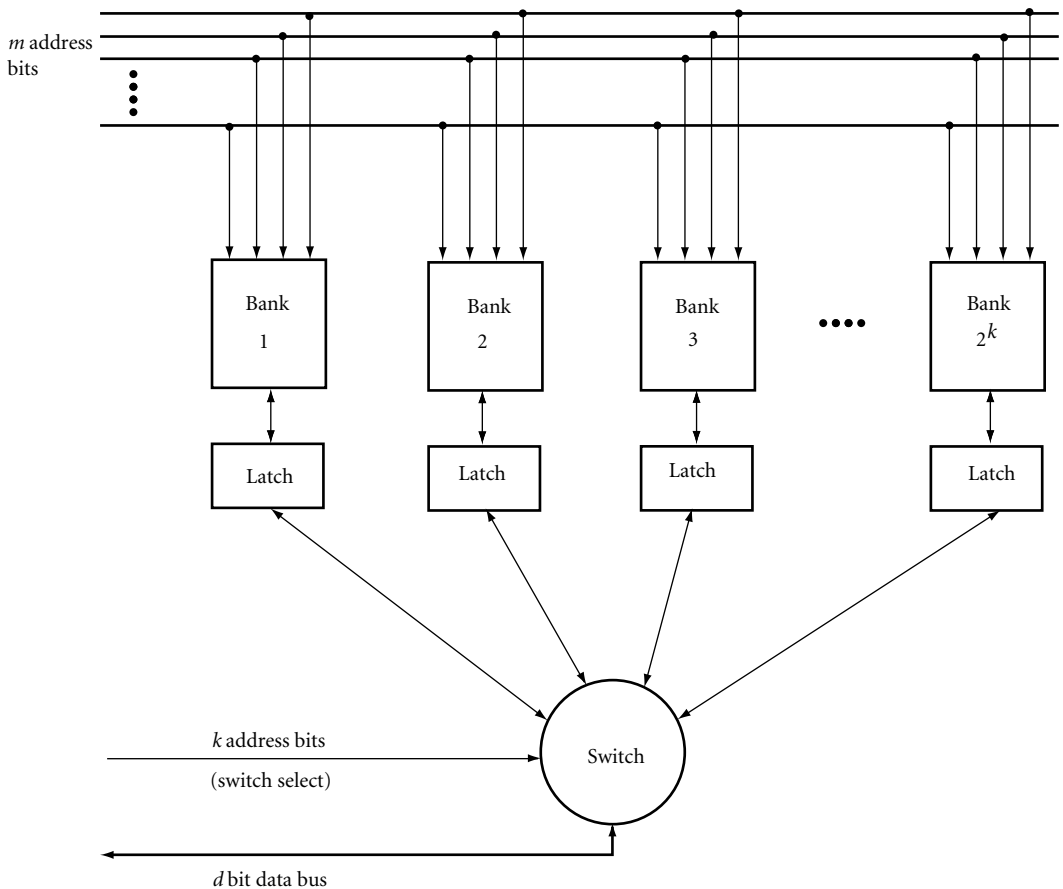 m address
bits
Bank
1
Bank
2
Bank
3
Bank
2^k
Latch
Latch
Latch
Latch
k address bits
(switch select)
Switch
d bit data bus